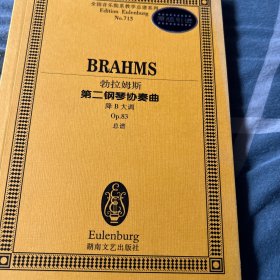 全国音乐院系教学总谱系列
Edition Eulenburg
No.715
BRAHMS
勃拉姆斯
第二钢琴协奏曲
降 B 大调
Op.83
总谱
Eulenburg
湖南文艺出版社